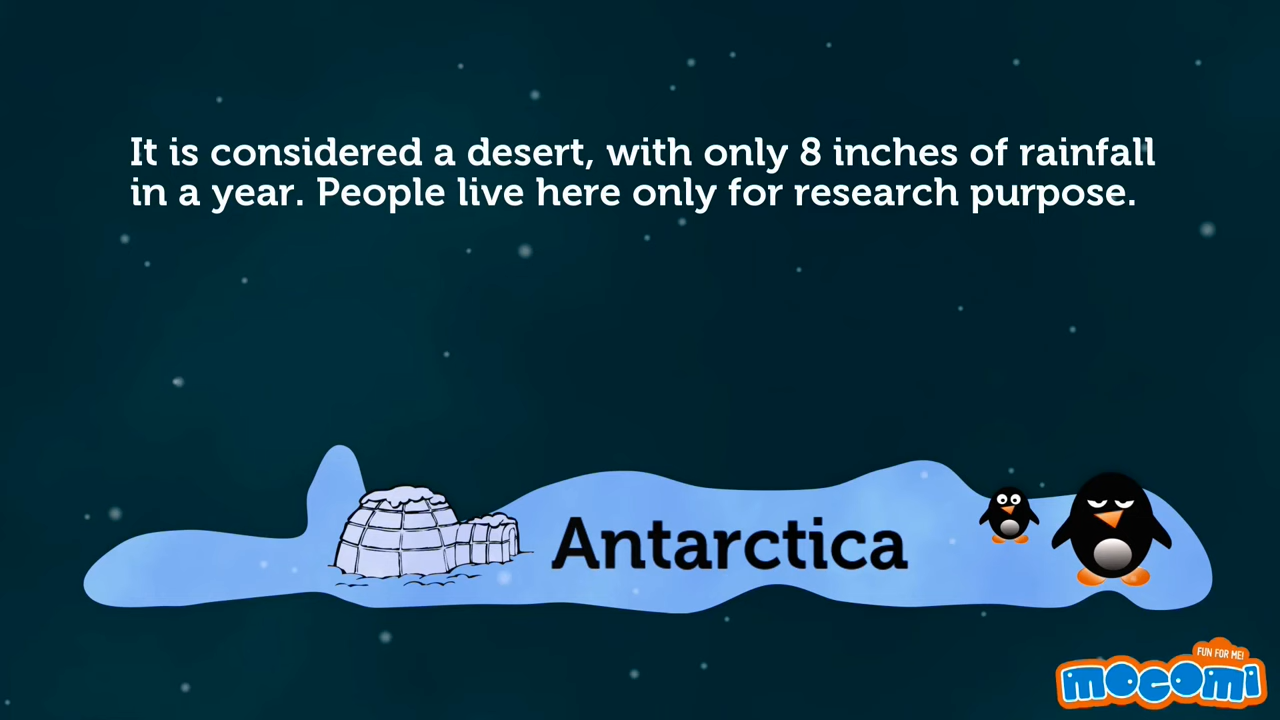 It is considered a desert, with only 8 inches of rainfall
in a year. People live here only for research purpose.
Antarctica
FUN FOR ME!
mocomi